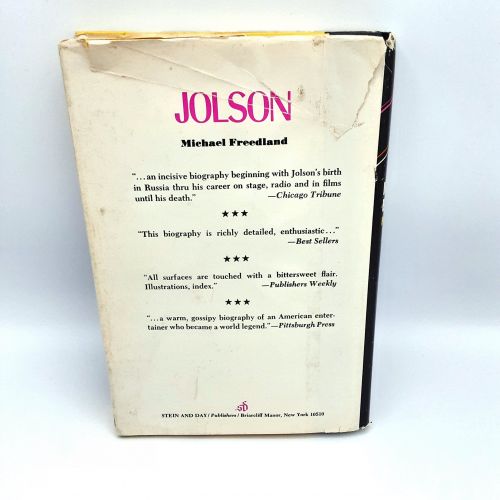 JOLSON
Michael Freedland
“...an incisive biography beginning with Jolson's birth
in Russia thru his career on stage, radio and in films
until his death.” —Chicago Tribune
★★★
“This biography is richly detailed, enthusiastic...”
—Best Sellers
★★★
“All surfaces are touched with a bittersweet flair.
Illustrations, index.” —Publishers Weekly
★★★
“...a warm, gossipy biography of an American enter-
tainer who became a world legend.”—Pittsburgh Press
SD
STEIN AND DAY/Publishers/Briarcliff Manor, New York 10510